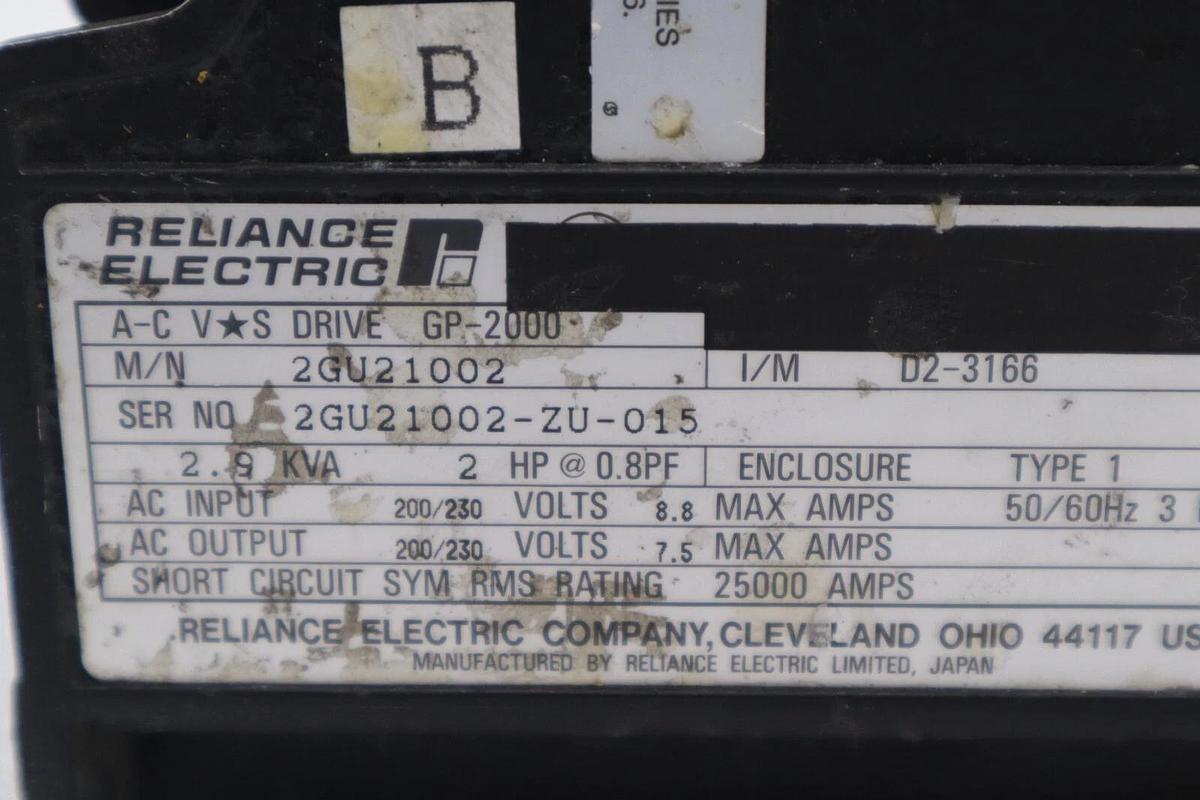 B
IES
6.
RELIANCE
ELECTRIC
A-C V★S DRIVE GP-2000
M/N 2GU21002 I/M D2-3166
SER NO 2GU21002-ZU-015
2.9 KVA 2 HP @ 0.8PF ENCLOSURE TYPE 1
AC INPUT 200/230 VOLTS 8.8 MAX AMPS 50/60Hz 3
AC OUTPUT 200/230 VOLTS 7.5 MAX AMPS
SHORT CIRCUIT SYM RMS RATING 25000 AMPS
RELIANCE ELECTRIC COMPANY, CLEVELAND OHIO 44117 US
MANUFACTURED BY RELIANCE ELECTRIC LIMITED, JAPAN